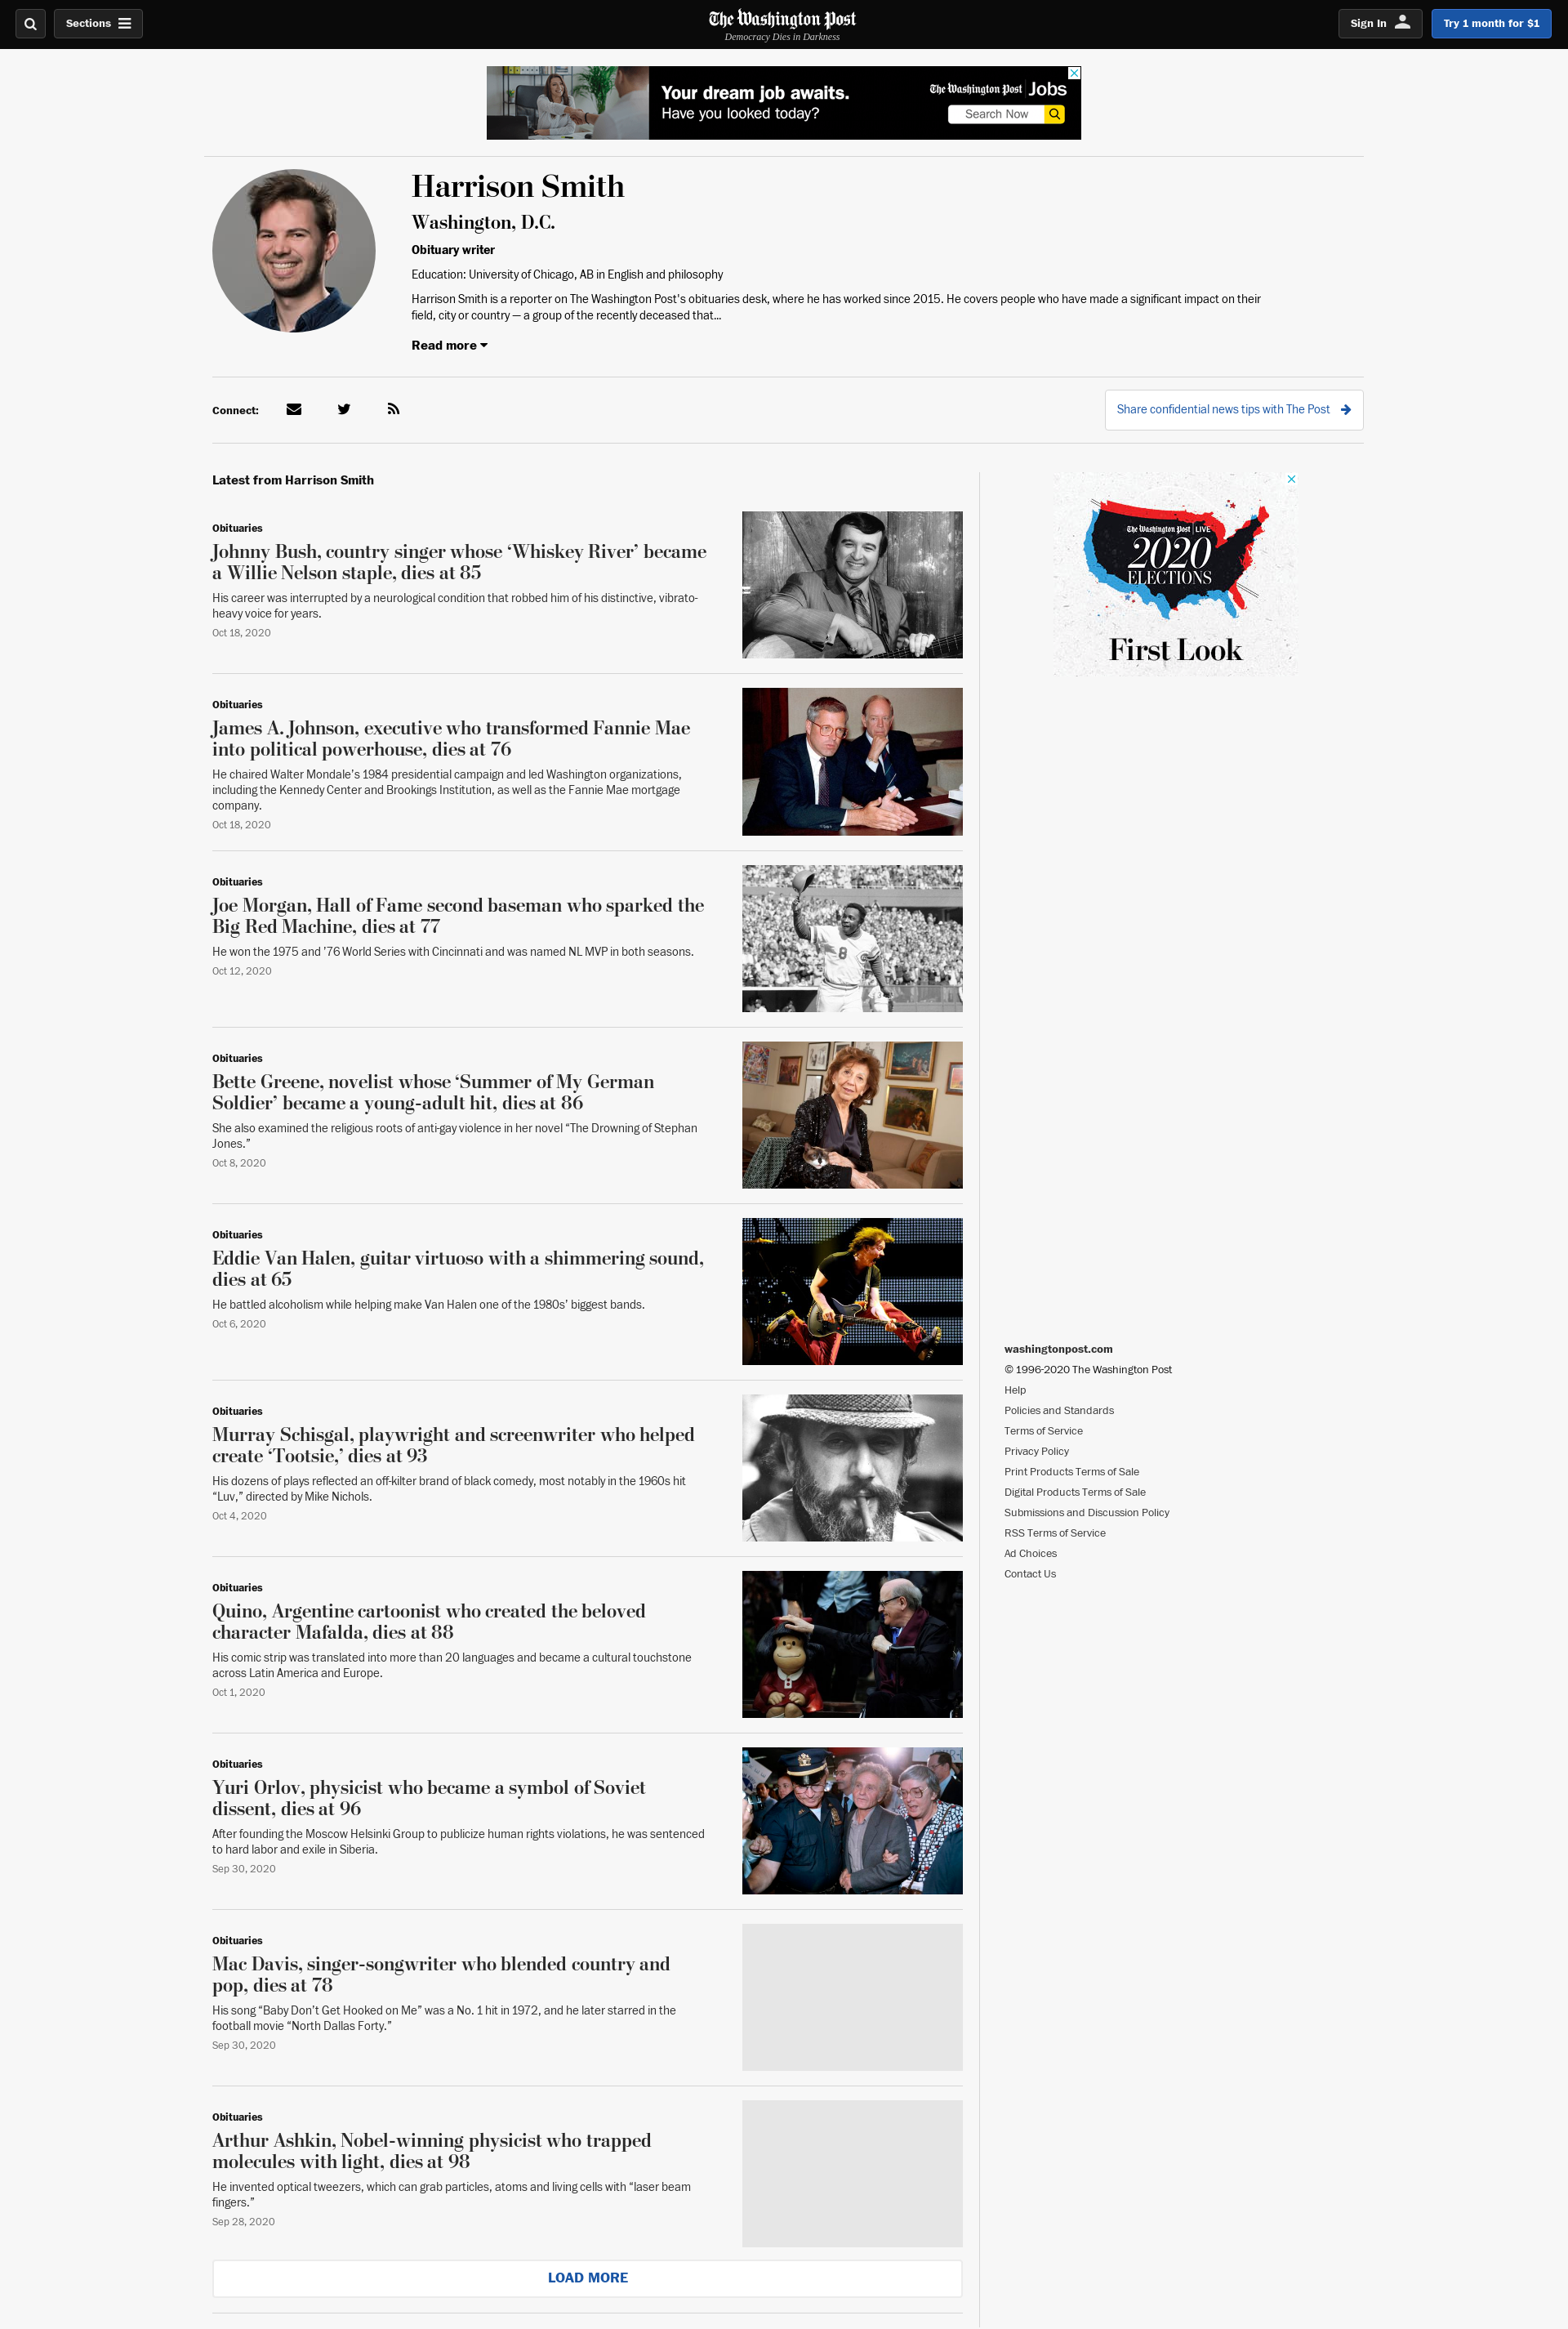 Sections
The Washington Post
Democracy Dies in Darkness
Sign In
Try 1 month for $1
Your dream job awaits.
Have you looked today?
The Washington Post Jobs
Search Now
Harrison Smith
Washington, D.C.
Obituary writer
Education: University of Chicago, AB in English and philosophy
Harrison Smith is a reporter on The Washington Post's obituaries desk, where he has worked since 2015. He covers people who have made a significant impact on their
field, city or country — a group of the recently deceased that...
Read more
Connect:
Share confidential news tips with The Post
Latest from Harrison Smith
Obituaries
Johnny Bush, country singer whose ‘Whiskey River’ became
a Willie Nelson staple, dies at 85
His career was interrupted by a neurological condition that robbed him of his distinctive, vibrato-
heavy voice for years.
Oct 18, 2020
Obituaries
James A. Johnson, executive who transformed Fannie Mae
into political powerhouse, dies at 76
He chaired Walter Mondale’s 1984 presidential campaign and led Washington organizations,
including the Kennedy Center and Brookings Institution, as well as the Fannie Mae mortgage
company.
Oct 18, 2020
Obituaries
Joe Morgan, Hall of Fame second baseman who sparked the
Big Red Machine, dies at 77
He won the 1975 and ’76 World Series with Cincinnati and was named NL MVP in both seasons.
Oct 12, 2020
8
Obituaries
Bette Greene, novelist whose ‘Summer of My German
Soldier’ became a young-adult hit, dies at 86
She also examined the religious roots of anti-gay violence in her novel “The Drowning of Stephan
Jones.”
Oct 8, 2020
Obituaries
Eddie Van Halen, guitar virtuoso with a shimmering sound,
dies at 65
He battled alcoholism while helping make Van Halen one of the 1980s’ biggest bands.
Oct 6, 2020
Obituaries
Murray Schisgal, playwright and screenwriter who helped
create ‘Tootsie,’ dies at 93
His dozens of plays reflected an off-kilter brand of black comedy, most notably in the 1960s hit
“Luv,” directed by Mike Nichols.
Oct 4, 2020
Obituaries
Quino, Argentine cartoonist who created the beloved
character Mafalda, dies at 88
His comic strip was translated into more than 20 languages and became a cultural touchstone
across Latin America and Europe.
Oct 1, 2020
Obituaries
Yuri Orlov, physicist who became a symbol of Soviet
dissent, dies at 96
After founding the Moscow Helsinki Group to publicize human rights violations, he was sentenced
to hard labor and exile in Siberia.
Sep 30, 2020
Obituaries
Mac Davis, singer-songwriter who blended country and
pop, dies at 78
His song “Baby Don’t Get Hooked on Me” was a No. 1 hit in 1972, and he later starred in the
football movie “North Dallas Forty.”
Sep 30, 2020
Obituaries
Arthur Ashkin, Nobel-winning physicist who trapped
molecules with light, dies at 98
He invented optical tweezers, which can grab particles, atoms and living cells with “laser beam
fingers.”
Sep 28, 2020
LOAD MORE
The Washington Post LIVE
2020
ELECTIONS
First Look
washingtonpost.com
© 1996-2020 The Washington Post
Help
Policies and Standards
Terms of Service
Privacy Policy
Print Products Terms of Sale
Digital Products Terms of Sale
Submissions and Discussion Policy
RSS Terms of Service
Ad Choices
Contact Us